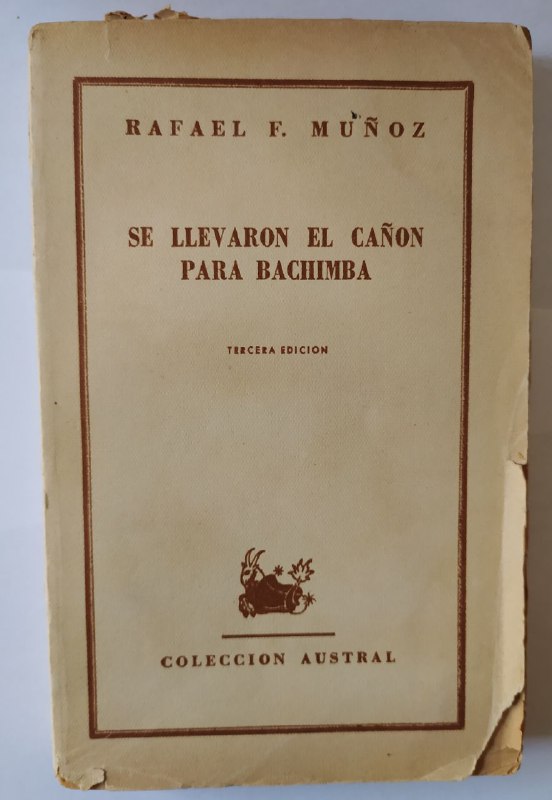 RAFAEL F. MUÑOZ
SE LLEVARON EL CAÑON
PARA BACHIMBA
TERCERA EDICION
COLECCION AUSTRAL